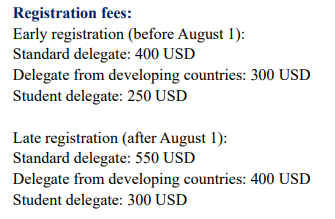 Registration fees:
Early registration (before August 1):
Standard delegate: 400 USD
Delegate from developing countries: 300 USD
Student delegate: 250 USD
Late registration (after August 1):
Standard delegate: 550 USD
Delegate from developing countries: 400 USD
Student delegate: 300 USD